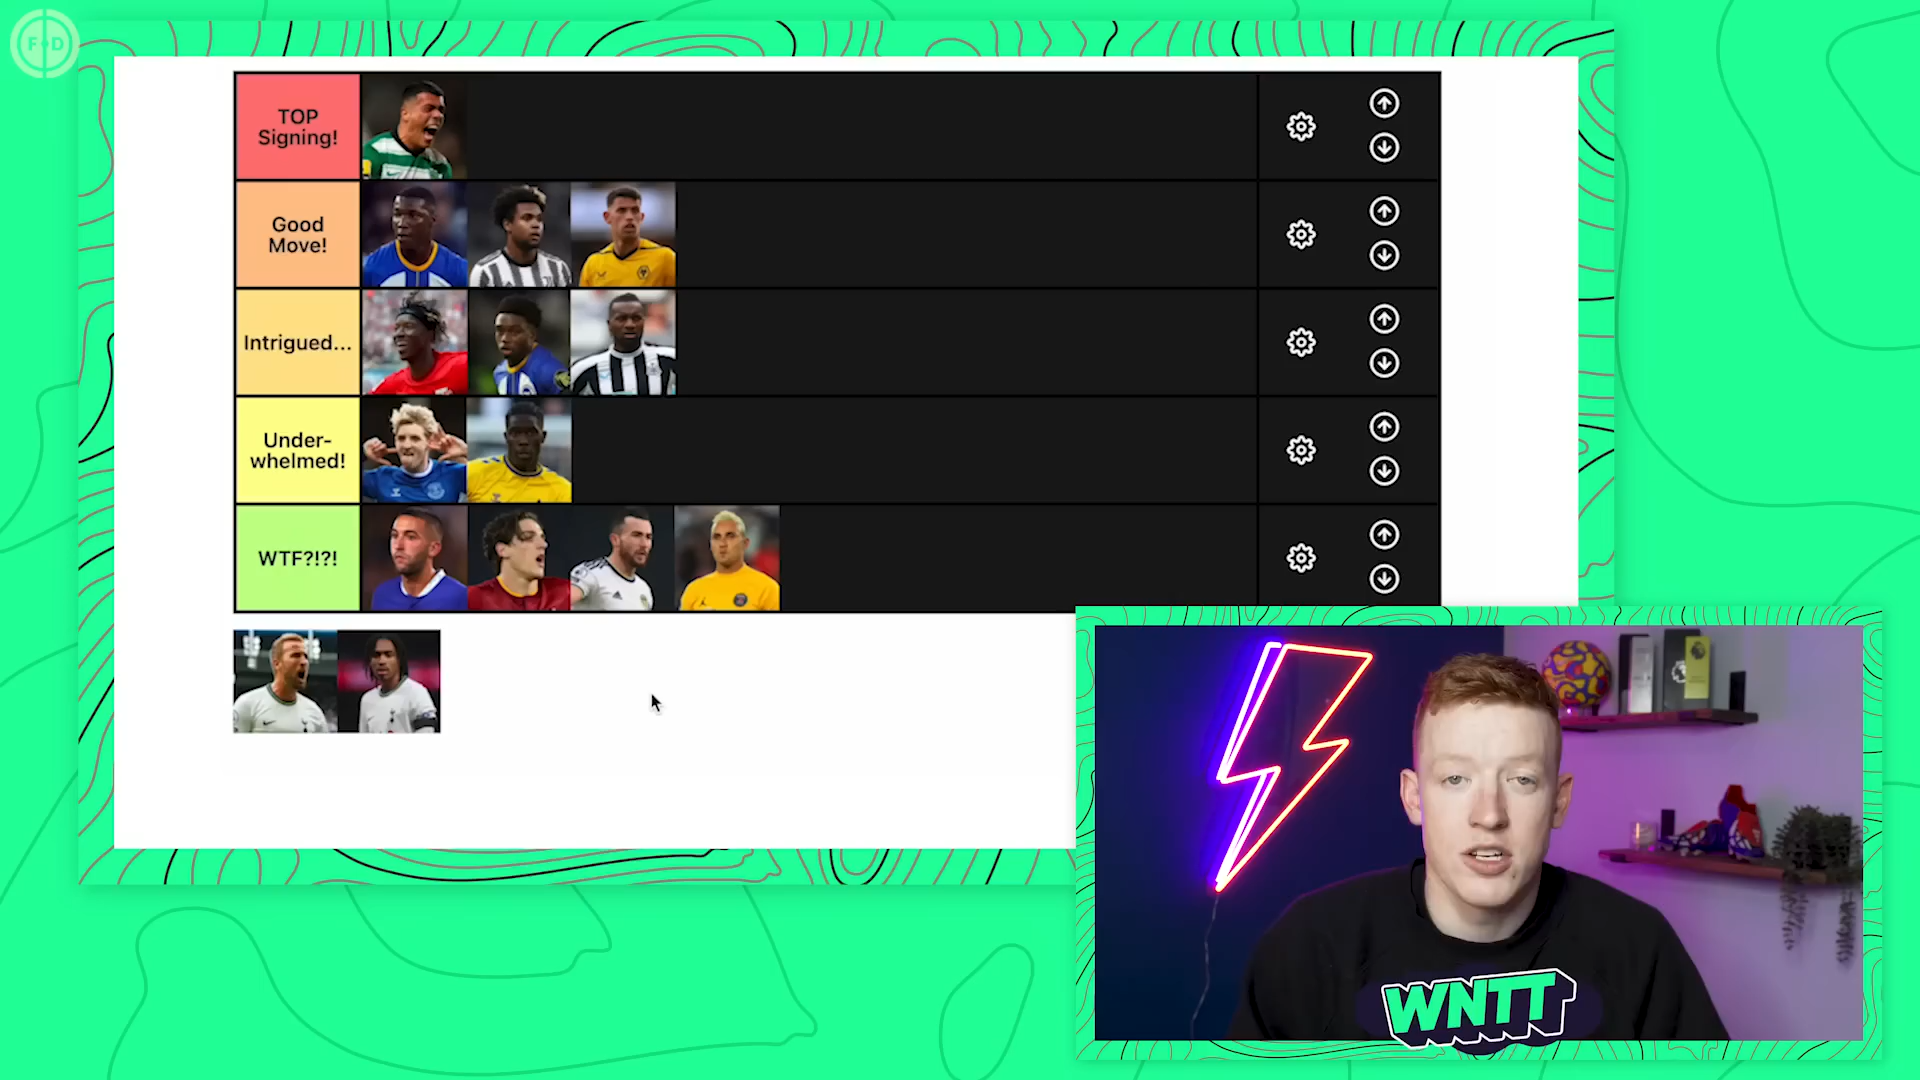 F D
TOP
Signing!
Good
Move!
Intrigued...
Under-
whelmed!
WTF?!?!
WNTT